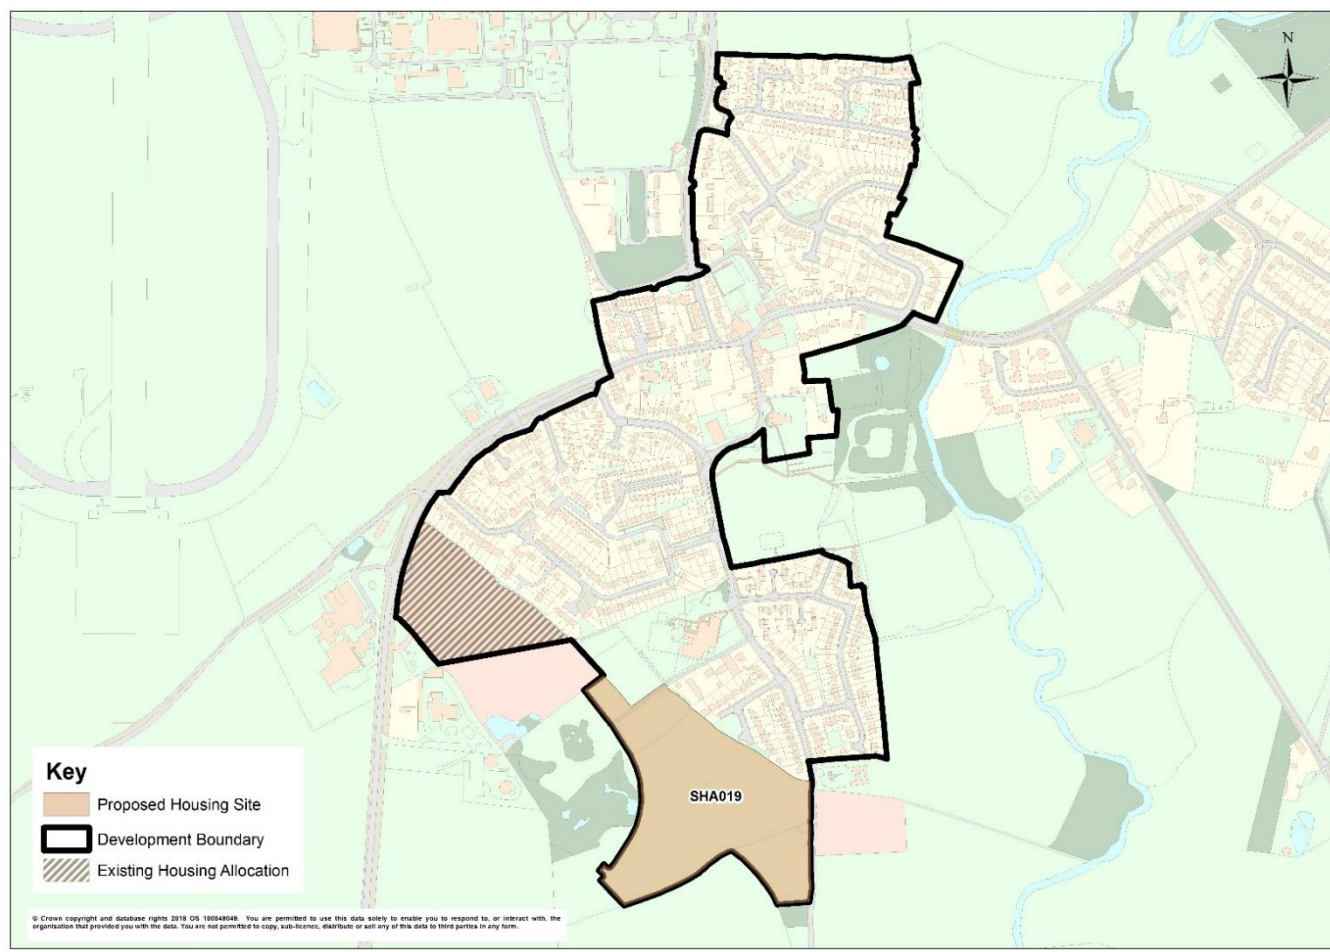 N
SHA019
Key
Proposed Housing Site
Development Boundary
Existing Housing Allocation
© Crown copyright and database rights 2018 OS 100049049. You are permitted to use this data solely to enable you to respond to, or interact with, the
organisation that provided you with the data. You are not permitted to copy, sub-licence, distribute or sell any of this data to third parties in any form.